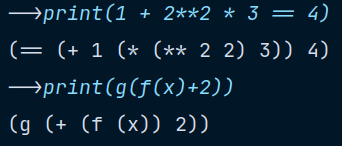 -->print(1 + 2**2 * 3 == 4)
(== (+ 1 (* (** 2 2) 3)) 4)
-->print(g(f(x)+2))
(g (+ (f (x)) 2))